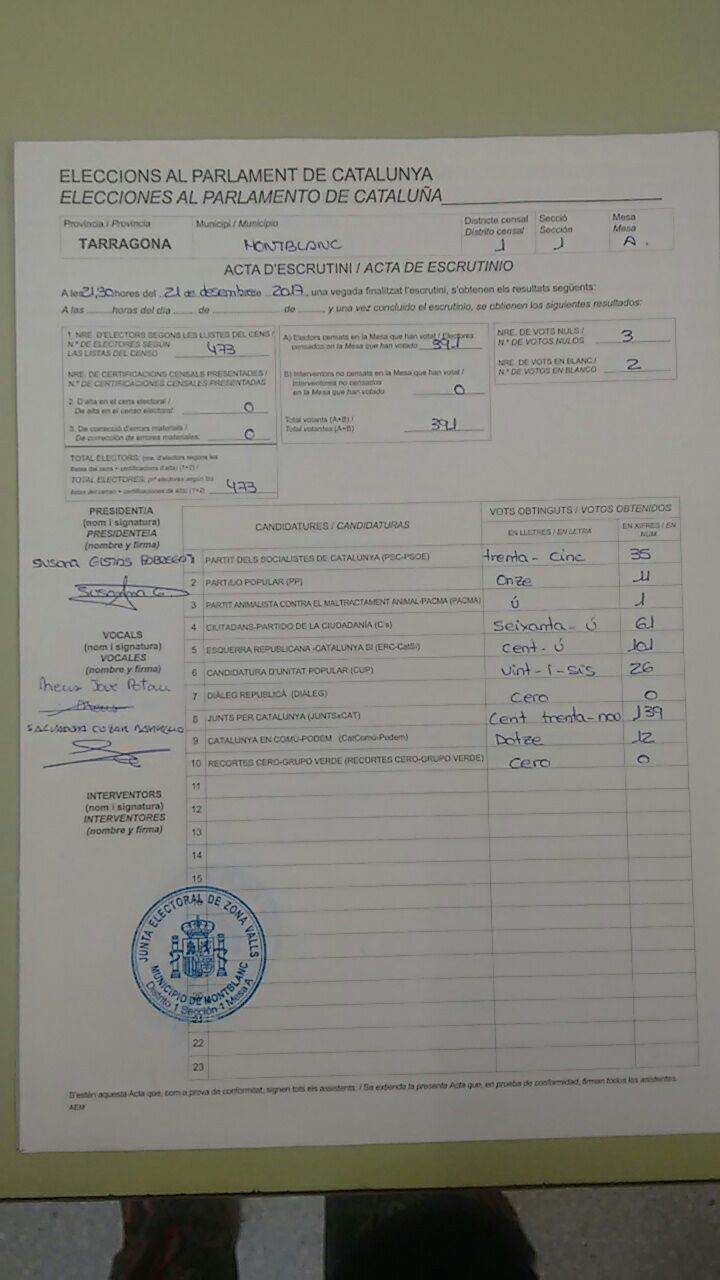 ELECCIONS AL PARLAMENT DE CATALUNYA
ELECCIONES AL PARLAMENTO DE CATALUÑA
Província / Provincia Municipi / Municipio Districte censal Secció Mesa
Distrito censal Sección Mesa
TARRAGONA MONTBLANC 1 1 A.
ACTA D'ESCRUTINI / ACTA DE ESCRUTINIO
A les 21,30 hores del 21 de desembre 2017, una vegada finalitzat l'escrutini, s'obtenen els resultats següents:
A las ........ horas del día ........ de ........ de ........, y una vez concluido el escrutinio, se obtienen los siguientes resultados:
1. NRE. D'ELECTORS SEGONS LES LLISTES DEL CENS /
N.º DE ELECTORES SEGÚN
LAS LISTAS DEL CENSO 473
NRE. DE CERTIFICACIONS CENSALS PRESENTADES /
N.º DE CERTIFICACIONES CENSALES PRESENTADAS
2. D'alta en el cens electoral /
De alta en el censo electoral: 0
3. De correcció d'errors materials /
De corrección de errores materiales: 0
TOTAL ELECTORS: (nre. d'electors segons les
llistes del cens + certificacions d'alta) (1+2) /
TOTAL ELECTORES: (nº electores según las
listas del censo + certificaciones de alta) (1+2) 473
A) Electors censats en la Mesa que han votat / Electores
censados en la Mesa que han votado 391
B) Interventors no censats en la Mesa que han votat /
Interventores no censados
en la Mesa que han votado 0
Total votants (A+B) /
Total votantes (A+B) 391
NRE. DE VOTS NULS /
N.º DE VOTOS NULOS 3
NRE. DE VOTS EN BLANC /
N.º DE VOTOS EN BLANCO 2
PRESIDENT/A
(nom i signatura)
PRESIDENTE/A
(nombre y firma)
Susana
Susanna G
VOCALS
(nom i signatura)
VOCALES
(nombre y firma)
Jové
SALVADORA
INTERVENTORS
(nom i signatura)
INTERVENTORES
(nombre y firma)
CANDIDATURES / CANDIDATURAS VOTS OBTINGUTS / VOTOS OBTENIDOS
EN LLETRES / EN LETRA EN XIFRES / EN NÚM.
1 PARTIT DELS SOCIALISTES DE CATALUNYA (PSC-PSOE) trenta-cinc 35
2 PARTIDO POPULAR (PP) Onze 11
3 PARTIT ANIMALISTA CONTRA EL MALTRACTAMENT ANIMAL-PACMA (PACMA) Ú 1
4 CIUTADANS-PARTIDO DE LA CIUDADANÍA (C's) Seixanta-ú 61
5 ESQUERRA REPUBLICANA -CATALUNYA SÍ (ERC-CatSí) cent-ú 101
6 CANDIDATURA D'UNITAT POPULAR (CUP) vint-i-sis 26
7 DIÀLEG REPUBLICÀ (DIÀLEG) cero 0
8 JUNTS PER CATALUNYA (JUNTSxCAT) Cent trenta-nou 139
9 CATALUNYA EN COMÚ-PODEM (CatComú-Podem) Dotze 12
10 RECORTES CERO-GRUPO VERDE (RECORTES CERO-GRUPO VERDE) cero 0
11
12
13
14
15
20
21
22
23
JUNTA ELECTORAL DE ZONA VALLS
MUNICIPIO DE MONTBLANC
Distrito 1 Sección 1 Mesa A
S'estén aquesta Acta que, com a prova de conformitat, signen tots els assistents. / Se extiende la presente Acta que, en prueba de conformidad, firman todos los asistentes.
AEM